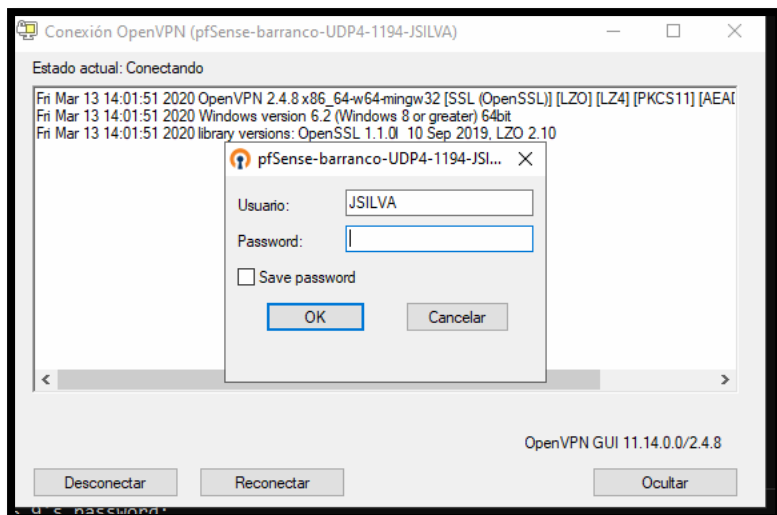 Conexión OpenVPN (pfSense-barranco-UDP4-1194-JSILVA)
Estado actual: Conectando
Fri Mar 13 14:01:51 2020 OpenVPN 2.4.8 x86_64-w64-mingw32 [SSL (OpenSSL)] [LZO] [LZ4] [PKCS11] [AEA
Fri Mar 13 14:01:51 2020 Windows version 6.2 (Windows 8 or greater) 64bit
Fri Mar 13 14:01:51 2020 library versions: OpenSSL 1.1.0l 10 Sep 2019, LZO 2.10
pfSense-barranco-UDP4-1194-JSI...
Usuario: JSILVA
Password:
Save password
OK Cancelar
OpenVPN GUI 11.14.0.0/2.4.8
Desconectar Reconectar Ocultar
's password: